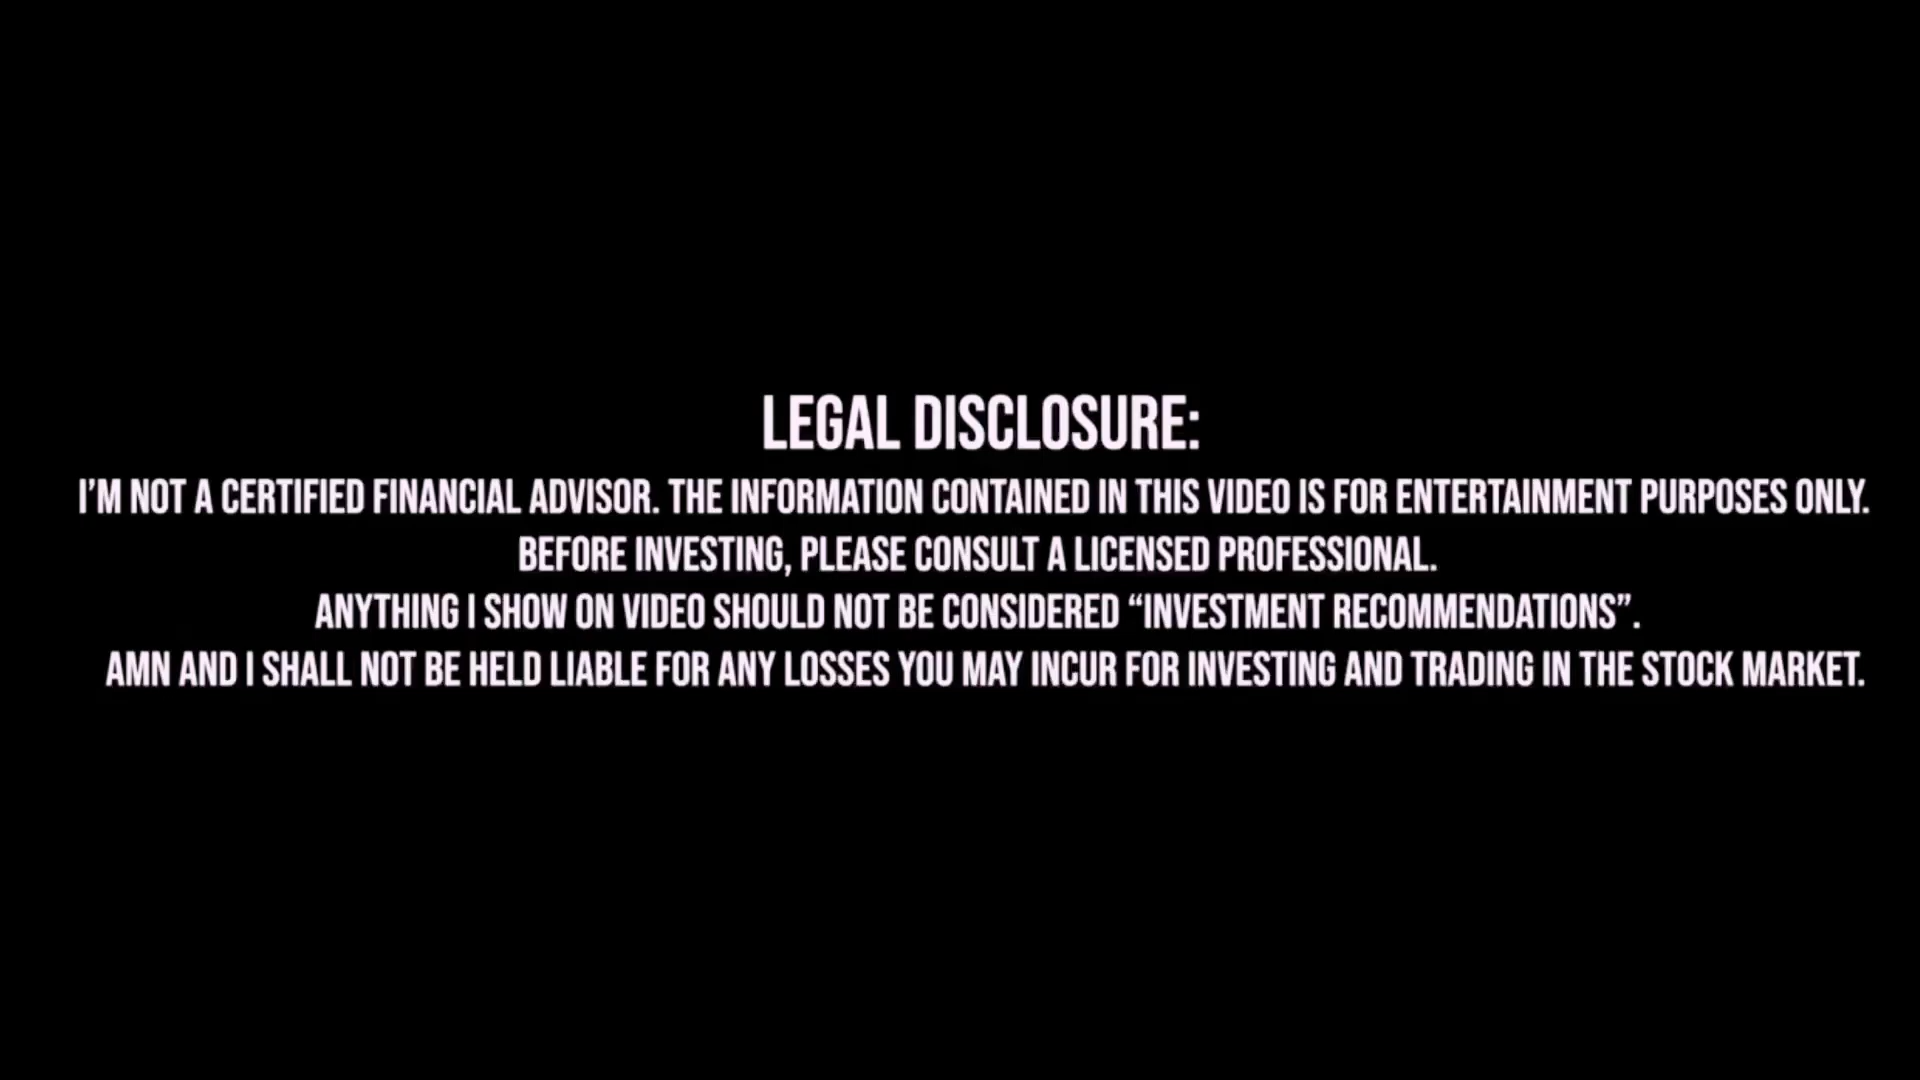 LEGAL DISCLOSURE:
I’M NOT A CERTIFIED FINANCIAL ADVISOR. THE INFORMATION CONTAINED IN THIS VIDEO IS FOR ENTERTAINMENT PURPOSES ONLY.
BEFORE INVESTING, PLEASE CONSULT A LICENSED PROFESSIONAL.
ANYTHING I SHOW ON VIDEO SHOULD NOT BE CONSIDERED “INVESTMENT RECOMMENDATIONS”.
AMN AND I SHALL NOT BE HELD LIABLE FOR ANY LOSSES YOU MAY INCUR FOR INVESTING AND TRADING IN THE STOCK MARKET.